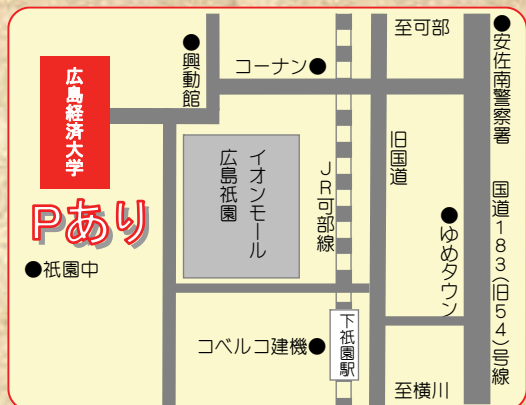 広島経済大学
Pあり
●祇園中
●興動館
コーナン●
イオンモール
広島祇園
JR可部線
コベルコ建機●
下祇園駅
至可部
旧国道
●ゆめタウン
至横川
●安佐南警察署
国道183(旧54)号線